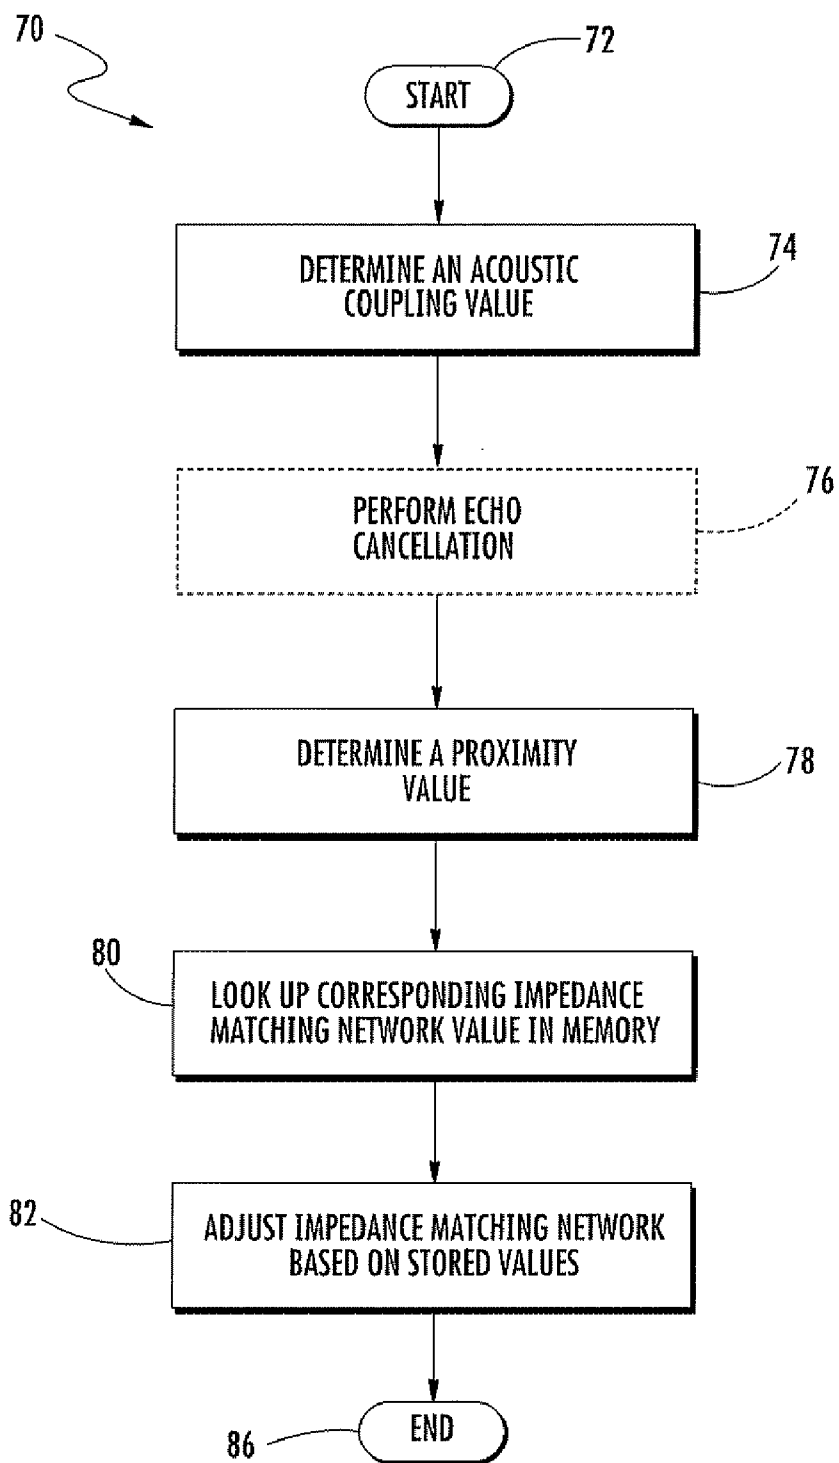 70
72
START
DETERMINE AN ACOUSTIC
COUPLING VALUE
74
PERFORM ECHO
CANCELLATION
76
DETERMINE A PROXIMITY
VALUE
78
80
LOOK UP CORRESPONDING IMPEDANCE
MATCHING NETWORK VALUE IN MEMORY
82
ADJUST IMPEDANCE MATCHING NETWORK
BASED ON STORED VALUES
END
86